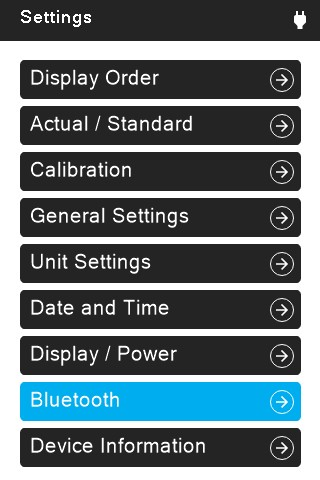 Settings
Display Order
Actual / Standard
Calibration
General Settings
Unit Settings
Date and Time
Display / Power
Bluetooth
Device Information